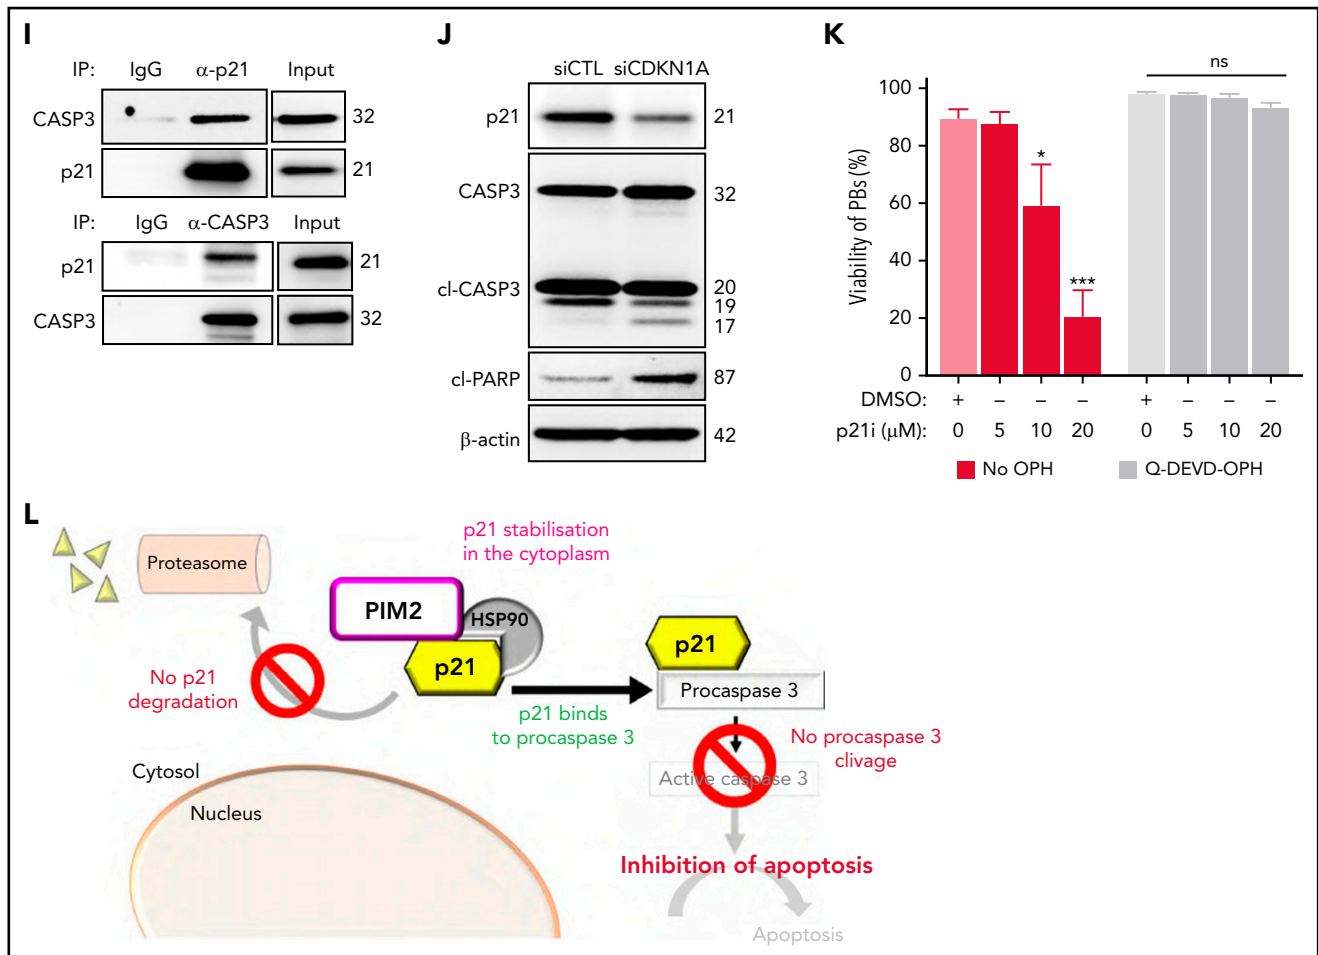 I
IP: IgG α-p21 Input
CASP3 32
p21 21
IP: IgG α-CASP3 Input
p21 21
CASP3 32
J
siCTL siCDKN1A
p21 21
CASP3 32
cl-CASP3 20
19
17
cl-PARP 87
β-actin 42
K
ns
Viability of PBs (%)
100
80
60
40
20
0
*
***
DMSO: + – – – + – – –
p21i (μM): 0 5 10 20 0 5 10 20
No OPH Q-DEVD-OPH
L
Proteasome
p21 stabilisation
in the cytoplasm
PIM2
HSP90
p21
No p21
degradation
p21 binds
to procaspase 3
p21
Procaspase 3
No procaspase 3
clivage
Active caspase 3
Cytosol
Nucleus
Inhibition of apoptosis
Apoptosis